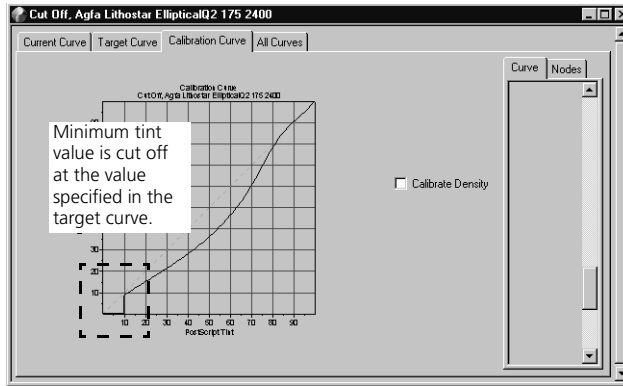 Cut Off, Agfa Lithostar EllipticalQ2 175 2400
Current Curve Target Curve Calibration Curve All Curves
Curve Nodes
Calibration Curve
Cut Off, Agfa Lithostar EllipticalQ2 175 2400
Minimum tint
value is cut off
at the value
specified in the
target curve.
Calibrate Density
30
20
10
10 20 30 40 50 60 70 80 90
PostScript Tint